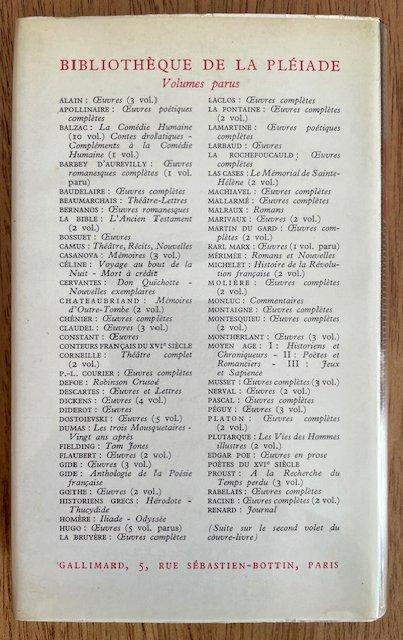 BIBLIOTHÈQUE DE LA PLÉIADE
Volumes parus
ALAIN : Œuvres (3 vol.)
APOLLINAIRE : Œuvres poétiques
complètes
BALZAC : La Comédie Humaine
(10 vol.) Contes drolatiques -
Compléments à la Comédie
Humaine (1 vol.)
BARBEY D'AUREVILLY : Œuvres
romanesques complètes (1 vol.
paru)
BAUDELAIRE : Œuvres complètes
BEAUMARCHAIS : Théâtre-Lettres
BERNANOS : Œuvres romanesques
LA BIBLE : L'Ancien Testament
(2 vol.)
BOSSUET : Œuvres
CAMUS : Théâtre, Récits, Nouvelles
CASANOVA : Mémoires (3 vol.)
CÉLINE : Voyage au bout de la
Nuit - Mort à crédit
CERVANTES : Don Quichotte -
Nouvelles exemplaires
CHATEAUBRIAND : Mémoires
d'Outre-Tombe (2 vol.)
CHÉNIER : Œuvres complètes
CLAUDEL : Œuvres (3 vol.)
CONSTANT : Œuvres
CONTEURS FRANÇAIS DU XVIe SIÈCLE
CORNEILLE : Théâtre complet
(2 vol.)
P.-L. COURIER : Œuvres complètes
DEFOE : Robinson Crusoé
DESCARTES : Œuvres et Lettres
DICKENS (4 vol.)
DIDEROT : Œuvres
DOSTOIEVSKI : Œuvres (5 vol.)
DUMAS : Les trois Mousquetaires -
Vingt ans après
FIELDING : Tom Jones
FLAUBERT : Œuvres (2 vol.)
GIDE : Œuvres (3 vol.)
GIDE : Anthologie de la Poésie
française
GŒTHE : Œuvres (2 vol.)
HISTORIENS GRECS : Hérodote -
Thucydide
HOMÈRE : Iliade - Odyssée
HUGO : Œuvres (5 vol. parus)
LA BRUYÈRE : Œuvres complètes
LACLOS : Œuvres complètes
LA FONTAINE : Œuvres complètes
(2 vol.)
LAMARTINE : Œuvres poétiques
complètes
LARBAUD : Œuvres
LA ROCHEFOUCAULD : Œuvres
complètes
LAS CASES : Le Mémorial de Sainte-
Hélène (2 vol.)
MACHIAVEL : Œuvres complètes
MALLARMÉ : Œuvres complètes
MALRAUX : Romans
MARIVAUX (2 vol.)
MARTIN DU GARD : Œuvres com-
plètes (2 vol.)
KARL MARX : Œuvres (1 vol. paru)
MÉRIMÉE : Romans et Nouvelles
MICHELET : Histoire de la Révolu-
tion française (2 vol.)
MOLIÈRE : Œuvres complètes
(2 vol.)
MONLUC : Commentaires
MONTAIGNE : Œuvres complètes
MONTESQUIEU : Œuvres complètes
(2 vol.)
MONTHERLANT : Œuvres (3 vol.)
MOYEN AGE : I : Historiens et
Chroniqueurs - II : Poètes et
Romanciers - III : Jeux
et Sapience
MUSSET : Œuvres complètes (3 vol.)
NERVAL : Œuvres (2 vol.)
PASCAL : Œuvres complètes
PÉGUY : Œuvres (3 vol.)
PLATON : Œuvres complètes
(2 vol.)
PLUTARQUE : Les Vies des Hommes
illustres (2 vol.)
EDGAR POE : Œuvres en prose
POÈTES DU XVIe SIÈCLE
PROUST : A la Recherche du
Temps perdu (3 vol.)
RABELAIS : Œuvres complètes
RACINE : Œuvres complètes (2 vol.)
RENARD : Journal
(Suite sur le second volet du
couvre-livre)
GALLIMARD, 5, RUE SÉBASTIEN-BOTTIN, PARIS